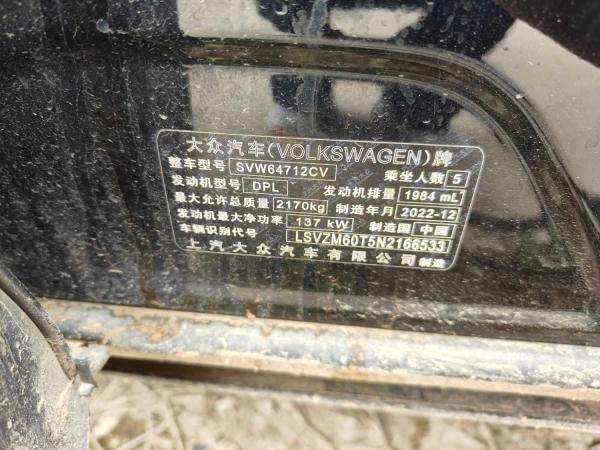 大众汽车(VOLKSWAGEN)牌
整车型号 SVW64712CV 乘坐人数 5
发动机型号 DPL 发动机排量 1984 mL
最大允许总质量 2170kg 制造年月 2022-12
发动机最大净功率 137 kW 制造国 中国
车辆识别代号 LSVZM60T5N2166533
上汽大众汽车有限公司 制造